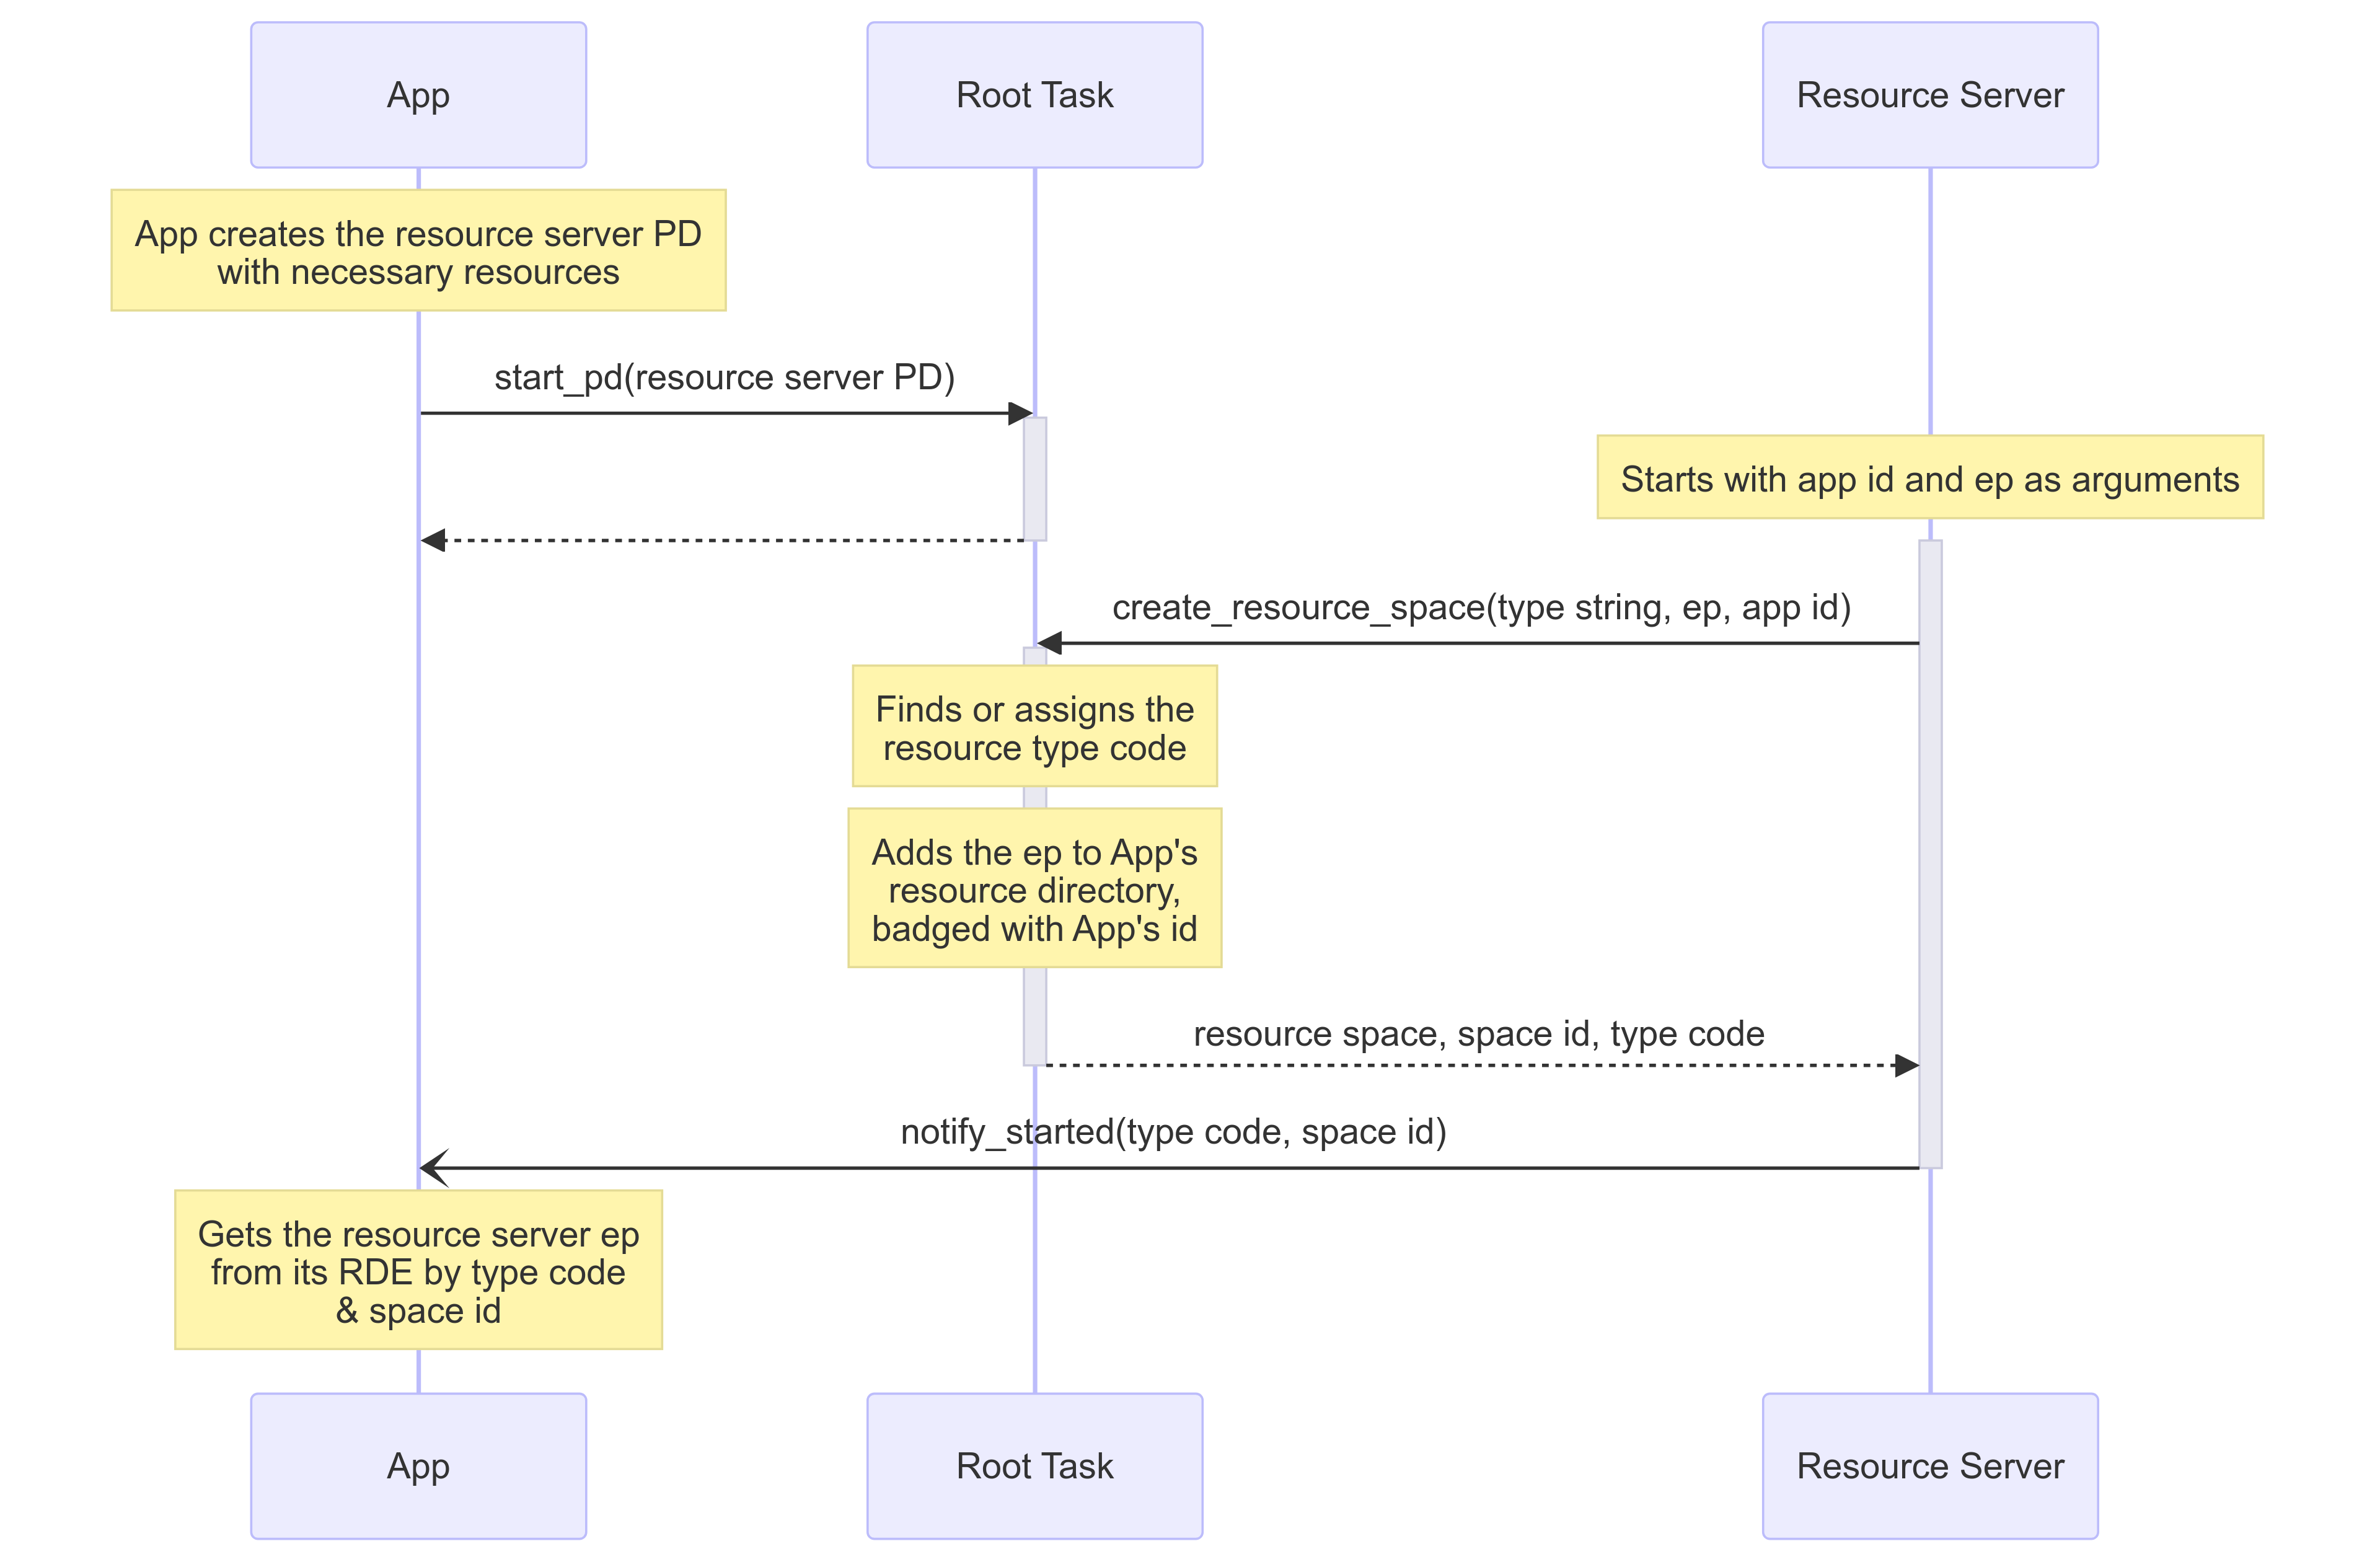 App
Root Task
Resource Server
App creates the resource server PD
with necessary resources
start_pd(resource server PD)
Starts with app id and ep as arguments
create_resource_space(type string, ep, app id)
Finds or assigns the
resource type code
Adds the ep to App's
resource directory,
badged with App's id
resource space, space id, type code
notify_started(type code, space id)
Gets the resource server ep
from its RDE by type code
& space id
App
Root Task
Resource Server